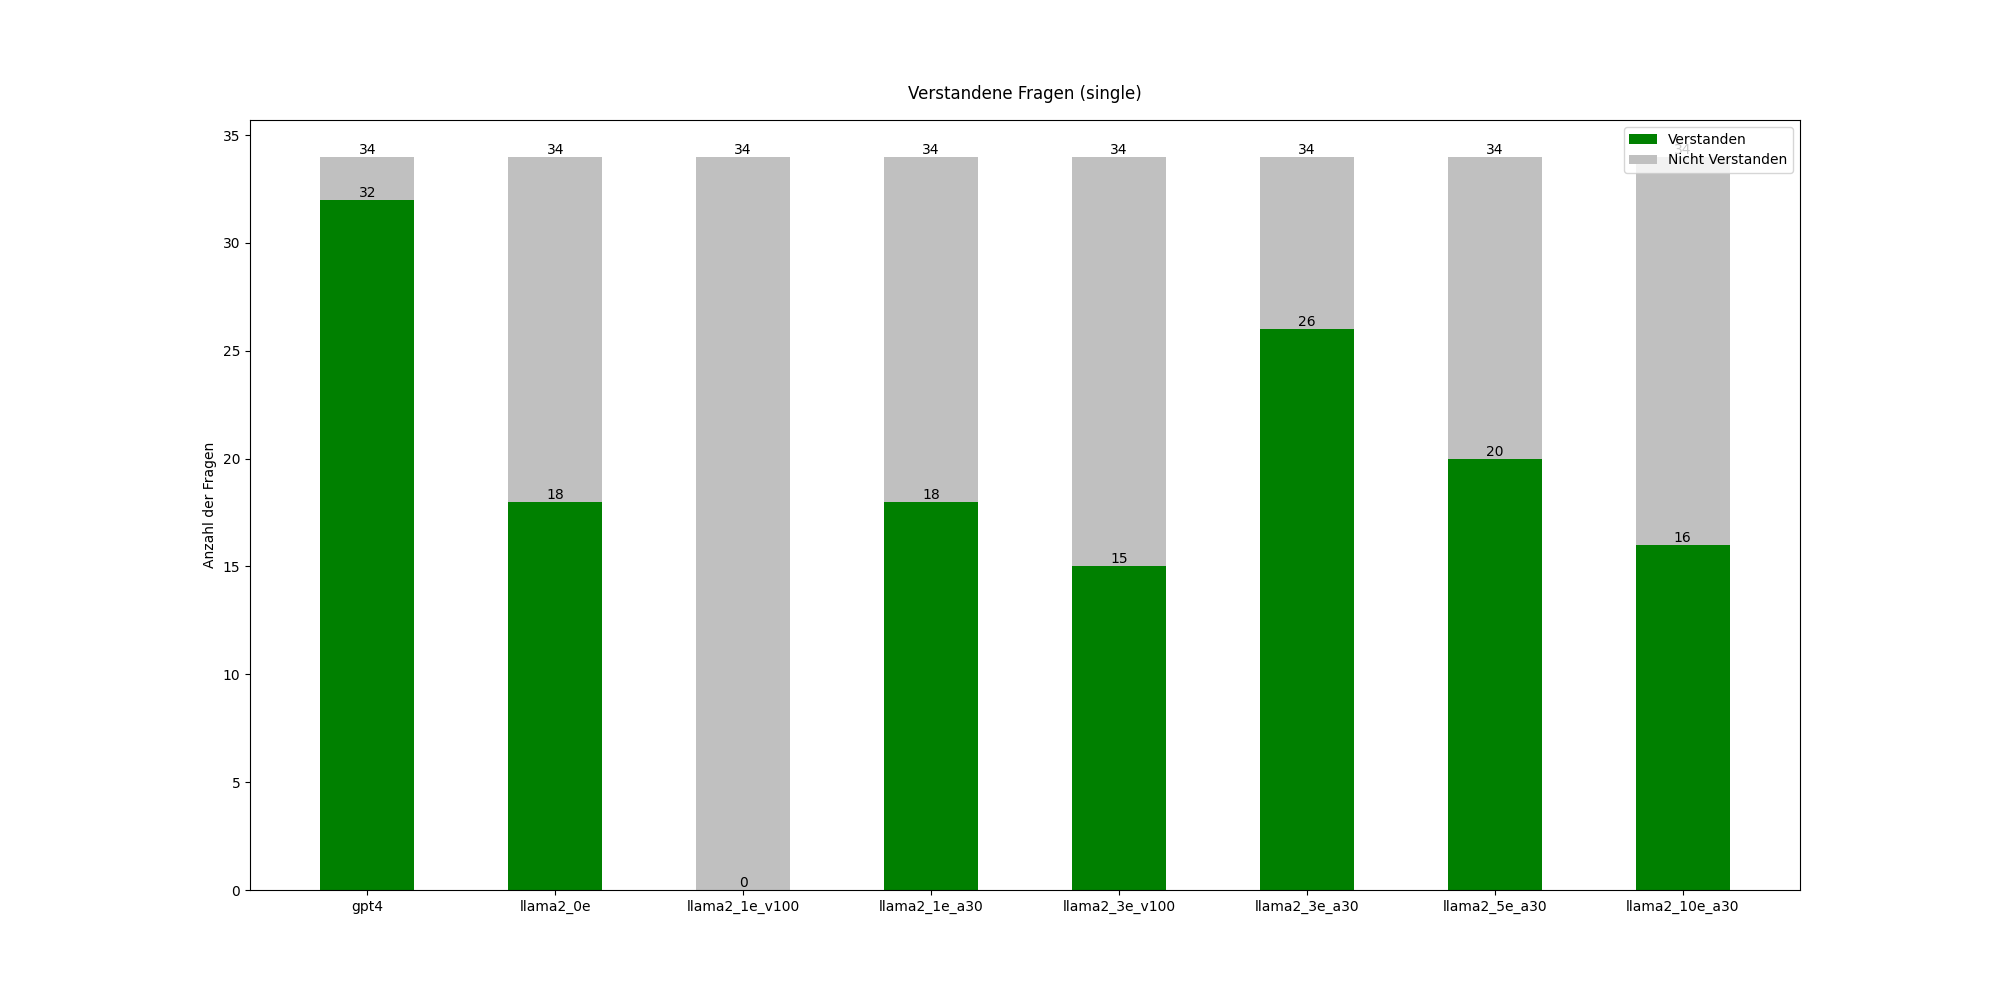 Verstandene Fragen (single)
Verstanden
Nicht Verstanden
Anzahl der Fragen
35
30
25
20
15
10
5
0
34
34
34
34
34
34
34
34
32
18
0
18
15
26
20
16
gpt4
llama2_0e
llama2_1e_v100
llama2_1e_a30
llama2_3e_v100
llama2_3e_a30
llama2_5e_a30
llama2_10e_a30